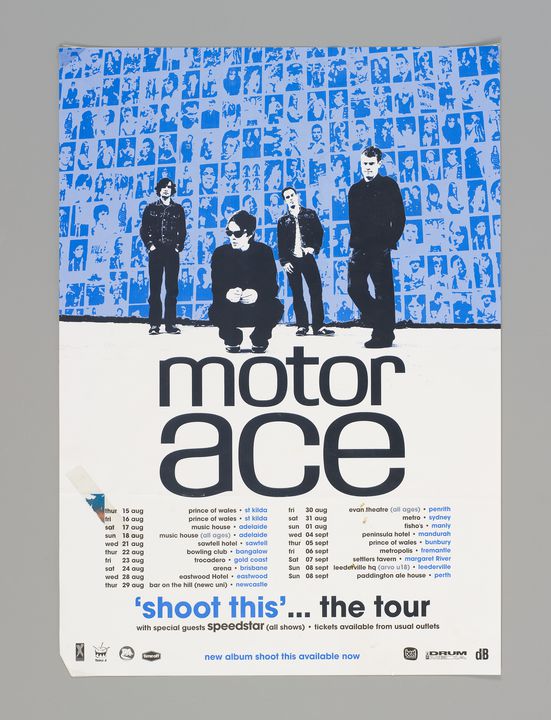 motor
ace
thur 15 aug prince of wales • st kilda
fri 16 aug prince of wales • st kilda
sat 17 aug music house • adelaide
sun 18 aug music house (all ages) • adelaide
wed 21 aug sawtell hotel • sawtell
thur 22 aug bowling club • bangalow
fri 23 aug trocadero • gold coast
sat 24 aug arena • brisbane
wed 28 aug eastwood Hotel • eastwood
thur 29 aug bar on the hill (newc uni) • newcastle
fri 30 aug evan theatre (all ages) • penrith
sat 31 aug metro • sydney
sun 01 aug fisho's • manly
wed 04 sept peninsula hotel • mandurah
thur 05 sept prince of wales • bunbury
fri 06 sept metropolis • fremantle
sat 07 sept settlers tavern • margaret River
Sun 08 sept leederville hq (arvo u18) • leederville
Sun 08 sept paddington ale house • perth
'shoot this'... the tour
with special guests speedstar (all shows) • tickets available from usual outlets
new album shoot this available now
timeoff
beat
DRUM
MEDIA
dB